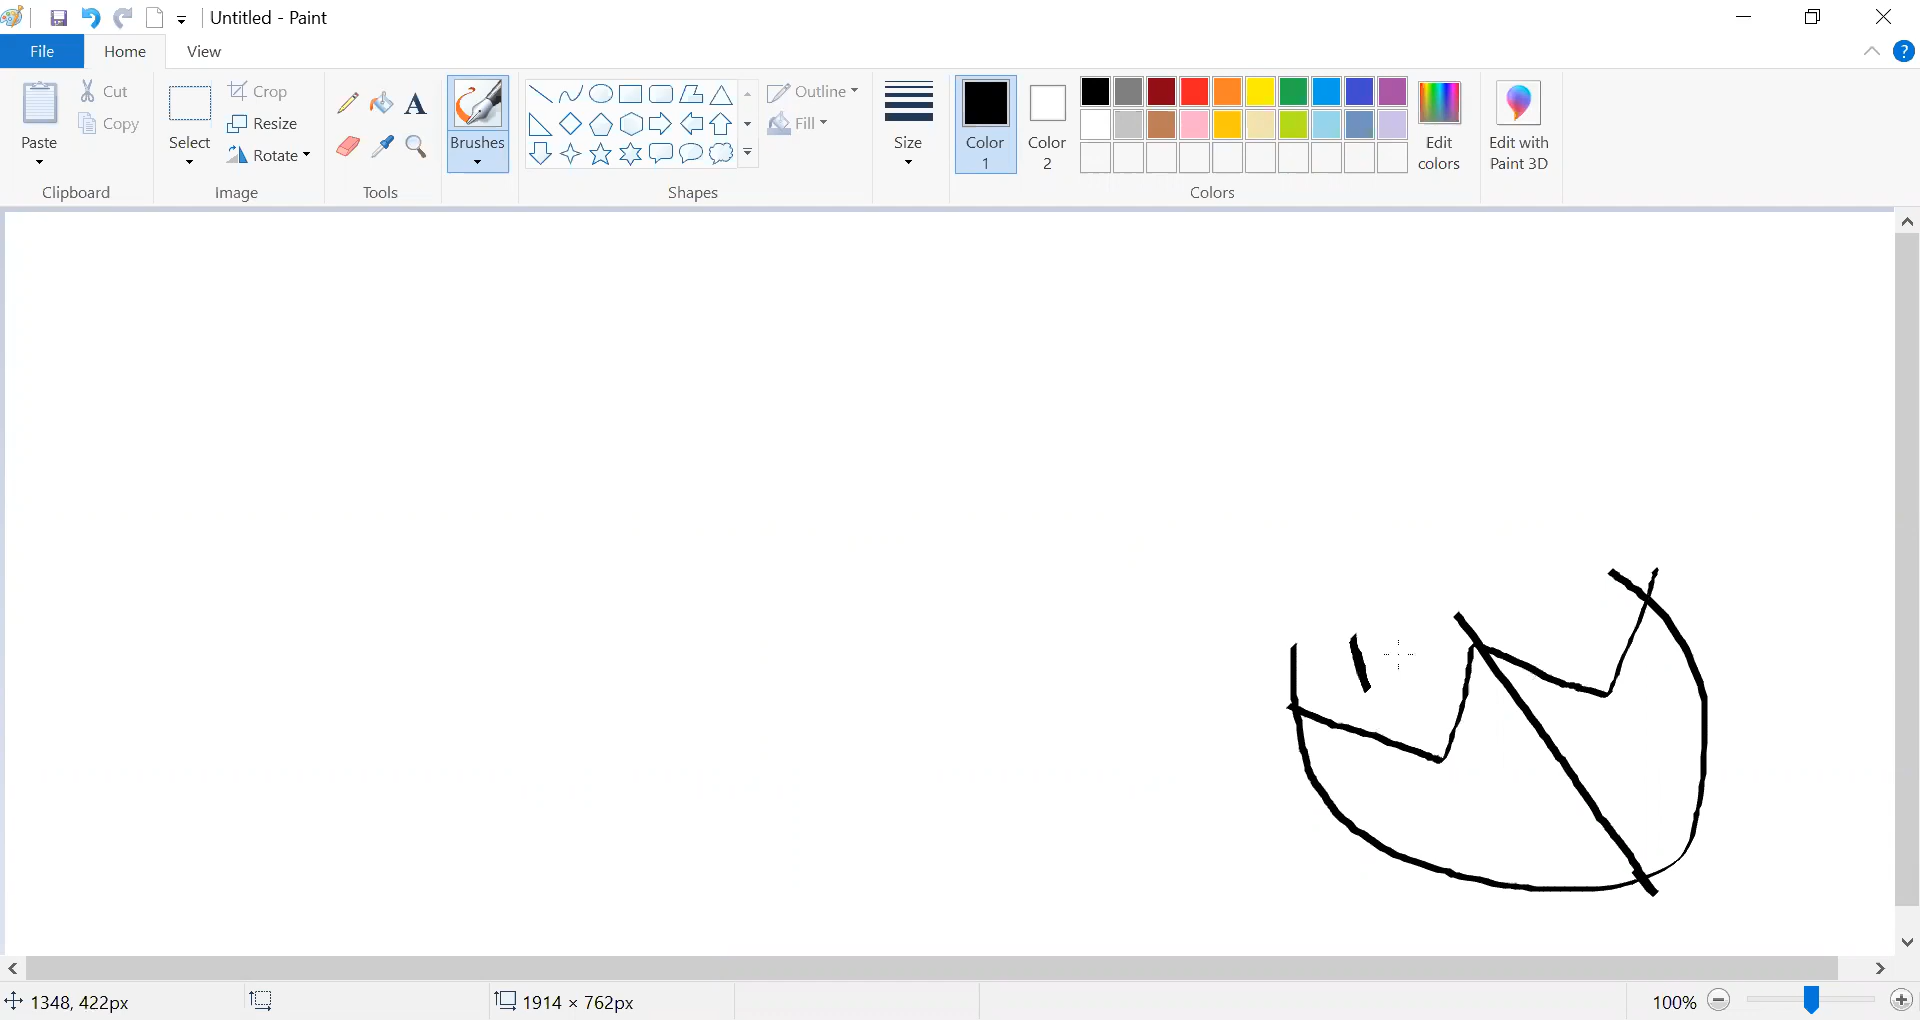 Untitled - Paint
File Home View ?
Paste
Cut
Copy
Clipboard
Select
Crop
Resize
Rotate
Image
A
Tools
Brushes
Shapes
Outline
Fill
Size
Color
1
Color
2
Edit
colors
Colors
Edit with
Paint 3D
1348, 422px
1914 × 762px
100%